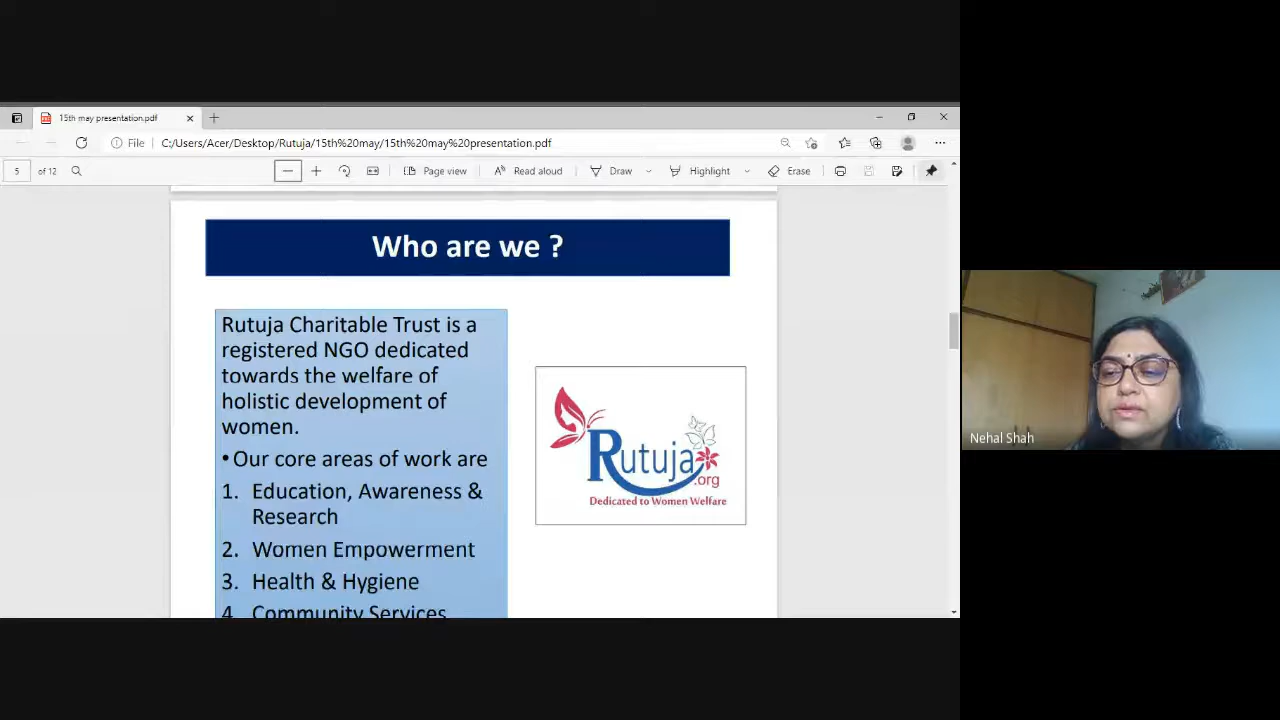 15th may presentation.pdf
File
C:/Users/Acer/Desktop/Rutuja/15th%20may/15th%20may%20presentation.pdf
5 of 12
Page view
Read aloud
Draw
Highlight
Erase
Who are we ?
Rutuja Charitable Trust is a
registered NGO dedicated
towards the welfare of
holistic development of
women.
•Our core areas of work are
1. Education, Awareness &
Research
2. Women Empowerment
3. Health & Hygiene
4. Community Services
Rutuja
.org
Dedicated to Women Welfare
Nehal Shah